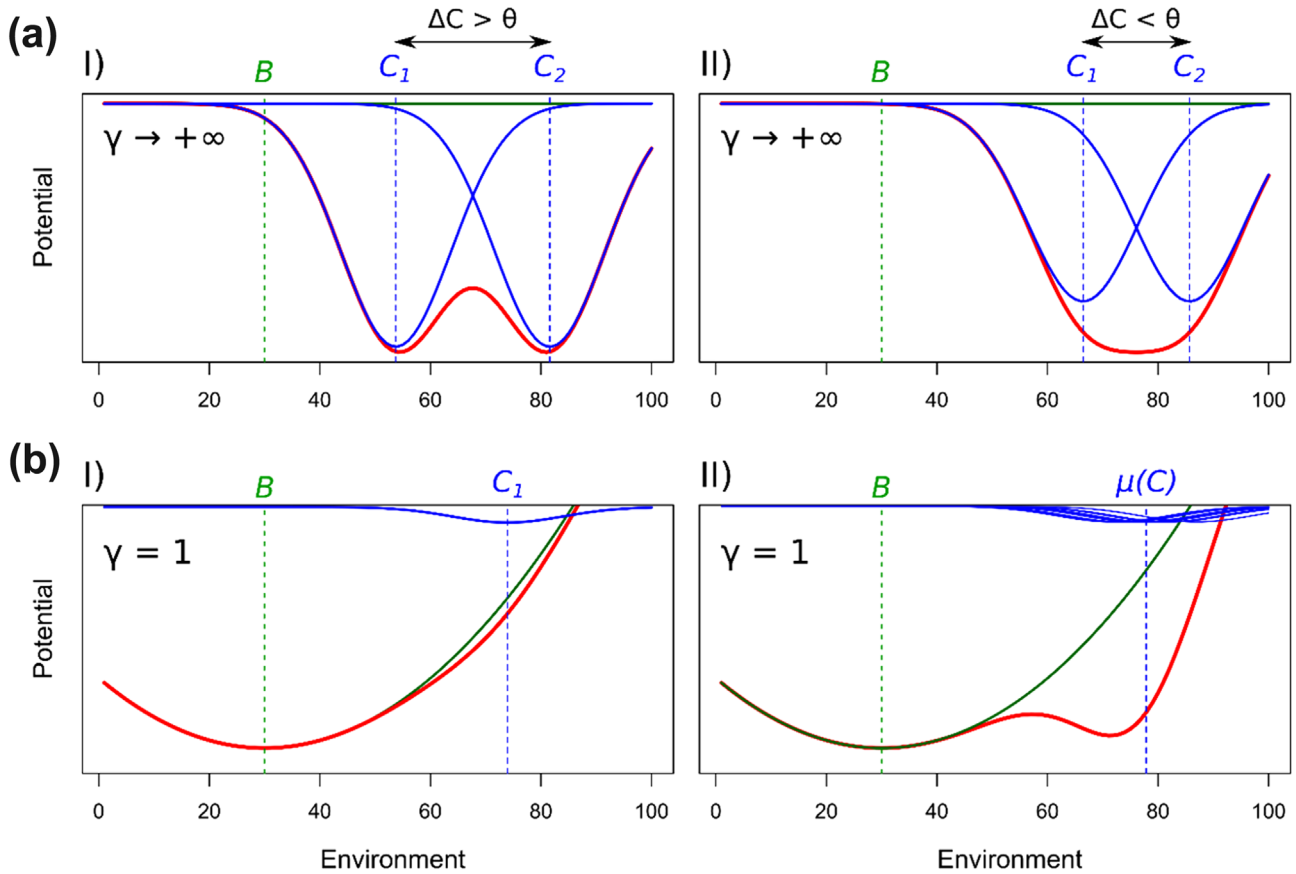 (a)
ΔC > θ
ΔC < θ
I)
B
C1
C2
II)
B
C1
C2
γ → +∞
γ → +∞
Potential
0 20 40 60 80 100
0 20 40 60 80 100
(b)
I)
B
C1
II)
B
μ(C)
γ = 1
γ = 1
Potential
0 20 40 60 80 100
0 20 40 60 80 100
Environment
Environment